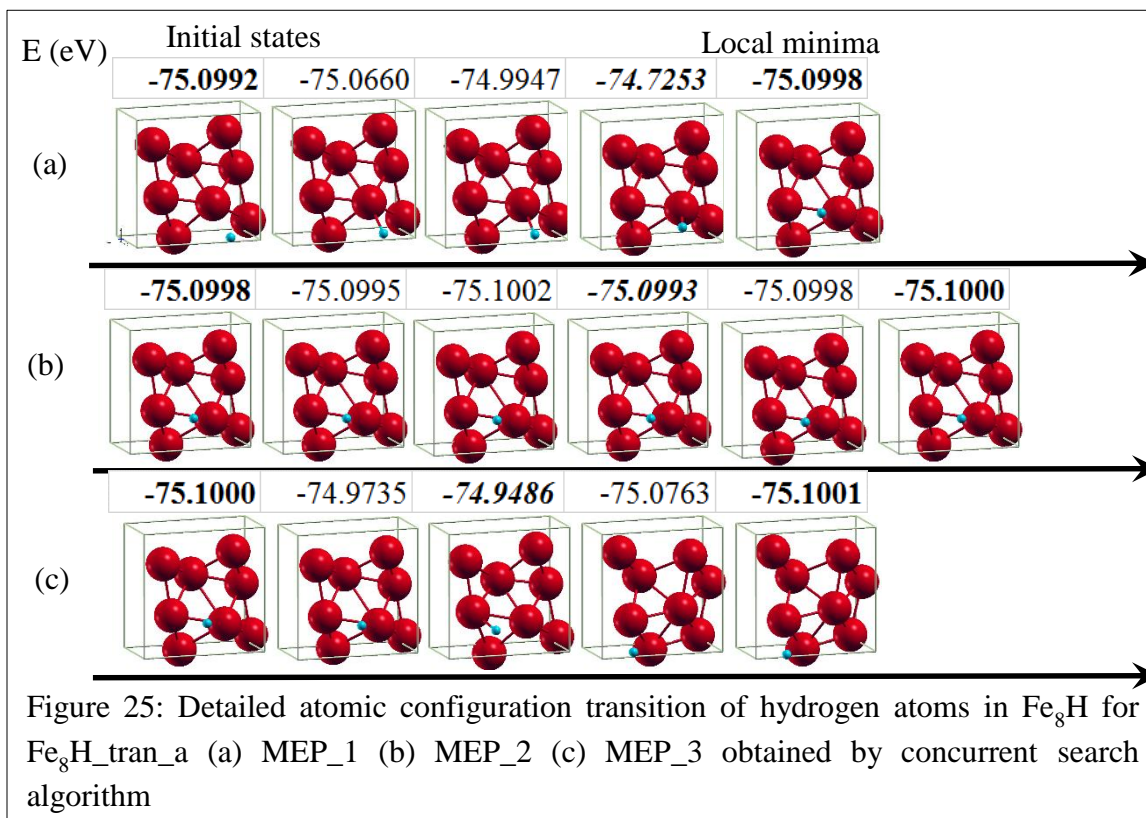 E (eV) Initial states Local minima
-75.0992 -75.0660 -74.9947 -74.7253 -75.0998
(a)
-75.0998 -75.0995 -75.1002 -75.0993 -75.0998 -75.1000
(b)
-75.1000 -74.9735 -74.9486 -75.0763 -75.1001
(c)
Figure 25: Detailed atomic configuration transition of hydrogen atoms in Fe₈H for
Fe₈H_tran_a (a) MEP_1 (b) MEP_2 (c) MEP_3 obtained by concurrent search
algorithm